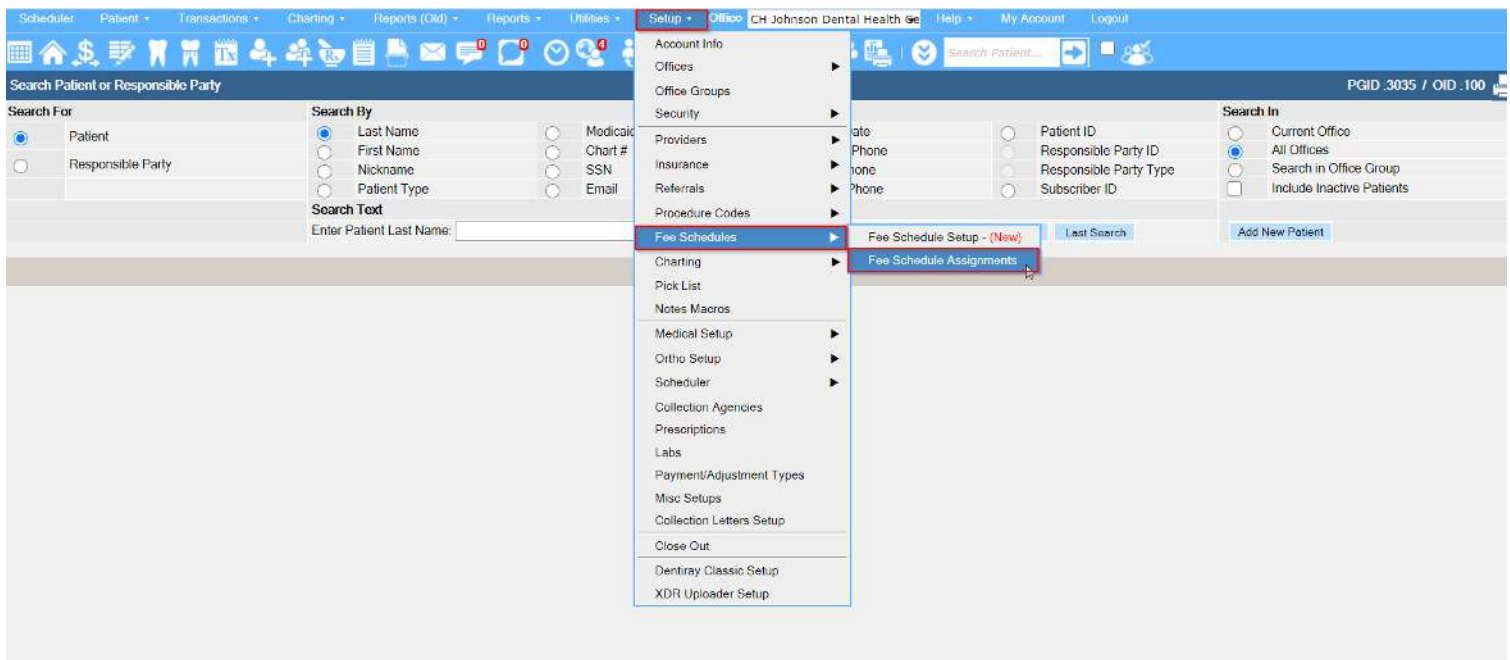 Scheduler Patient Transactions Charting Reports (Old) Reports Utilities Setup Office CH Johnson Dental Health Help My Account Logout
0 0 4 Search Patient....
Search Patient or Responsible Party PGID .3035 / OID .100
Search For Search By Search In
Patient Last Name Medicaid Patient ID Current Office
First Name Chart # Phone Responsible Party ID All Offices
Responsible Party Nickname SSN Responsible Party Type Search in Office Group
Patient Type Email Phone Subscriber ID Include Inactive Patients
Search Text
Enter Patient Last Name: Last Search Add New Patient
Account Info
Offices
Office Groups
Security
Providers
Insurance
Referrals
Procedure Codes
Fee Schedules
Fee Schedule Setup - (New)
Fee Schedule Assignments
Charting
Pick List
Notes Macros
Medical Setup
Ortho Setup
Scheduler
Collection Agencies
Prescriptions
Labs
Payment/Adjustment Types
Misc Setups
Collection Letters Setup
Close Out
Dentiray Classic Setup
XDR Uploader Setup